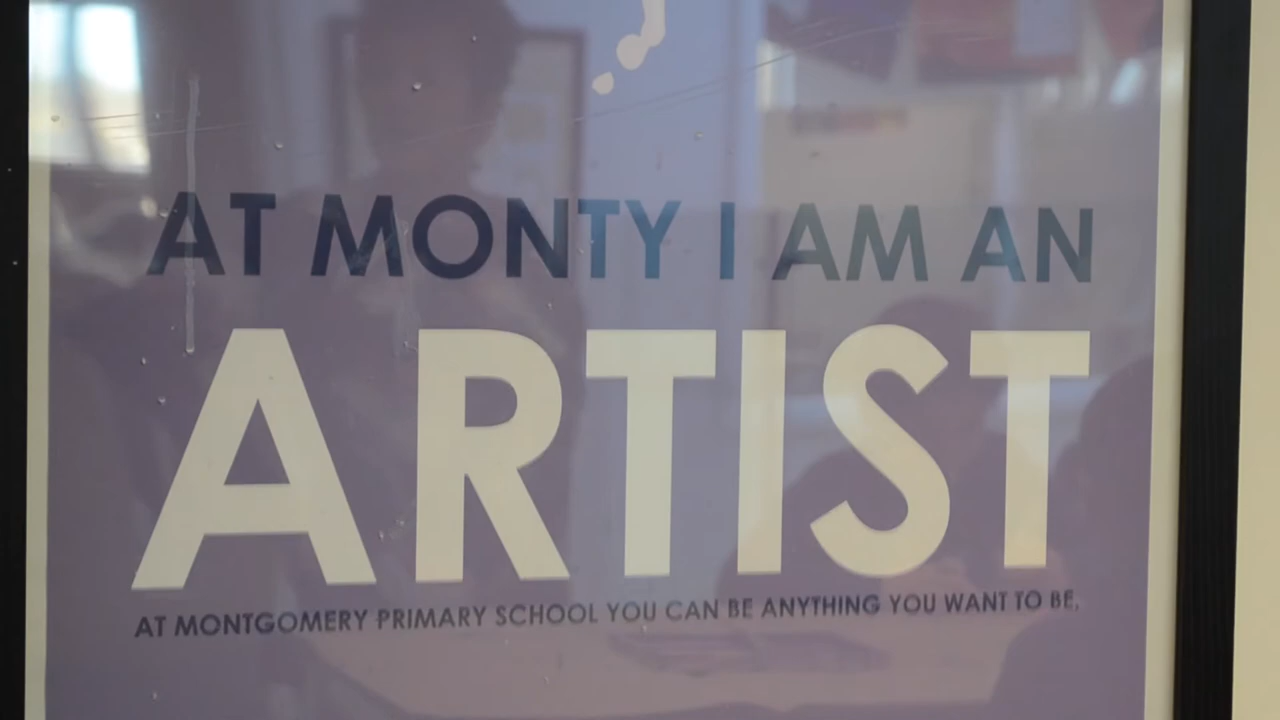 AT MONTY I AM AN
ARTIST
AT MONTGOMERY PRIMARY SCHOOL YOU CAN BE ANYTHING YOU WANT TO BE,